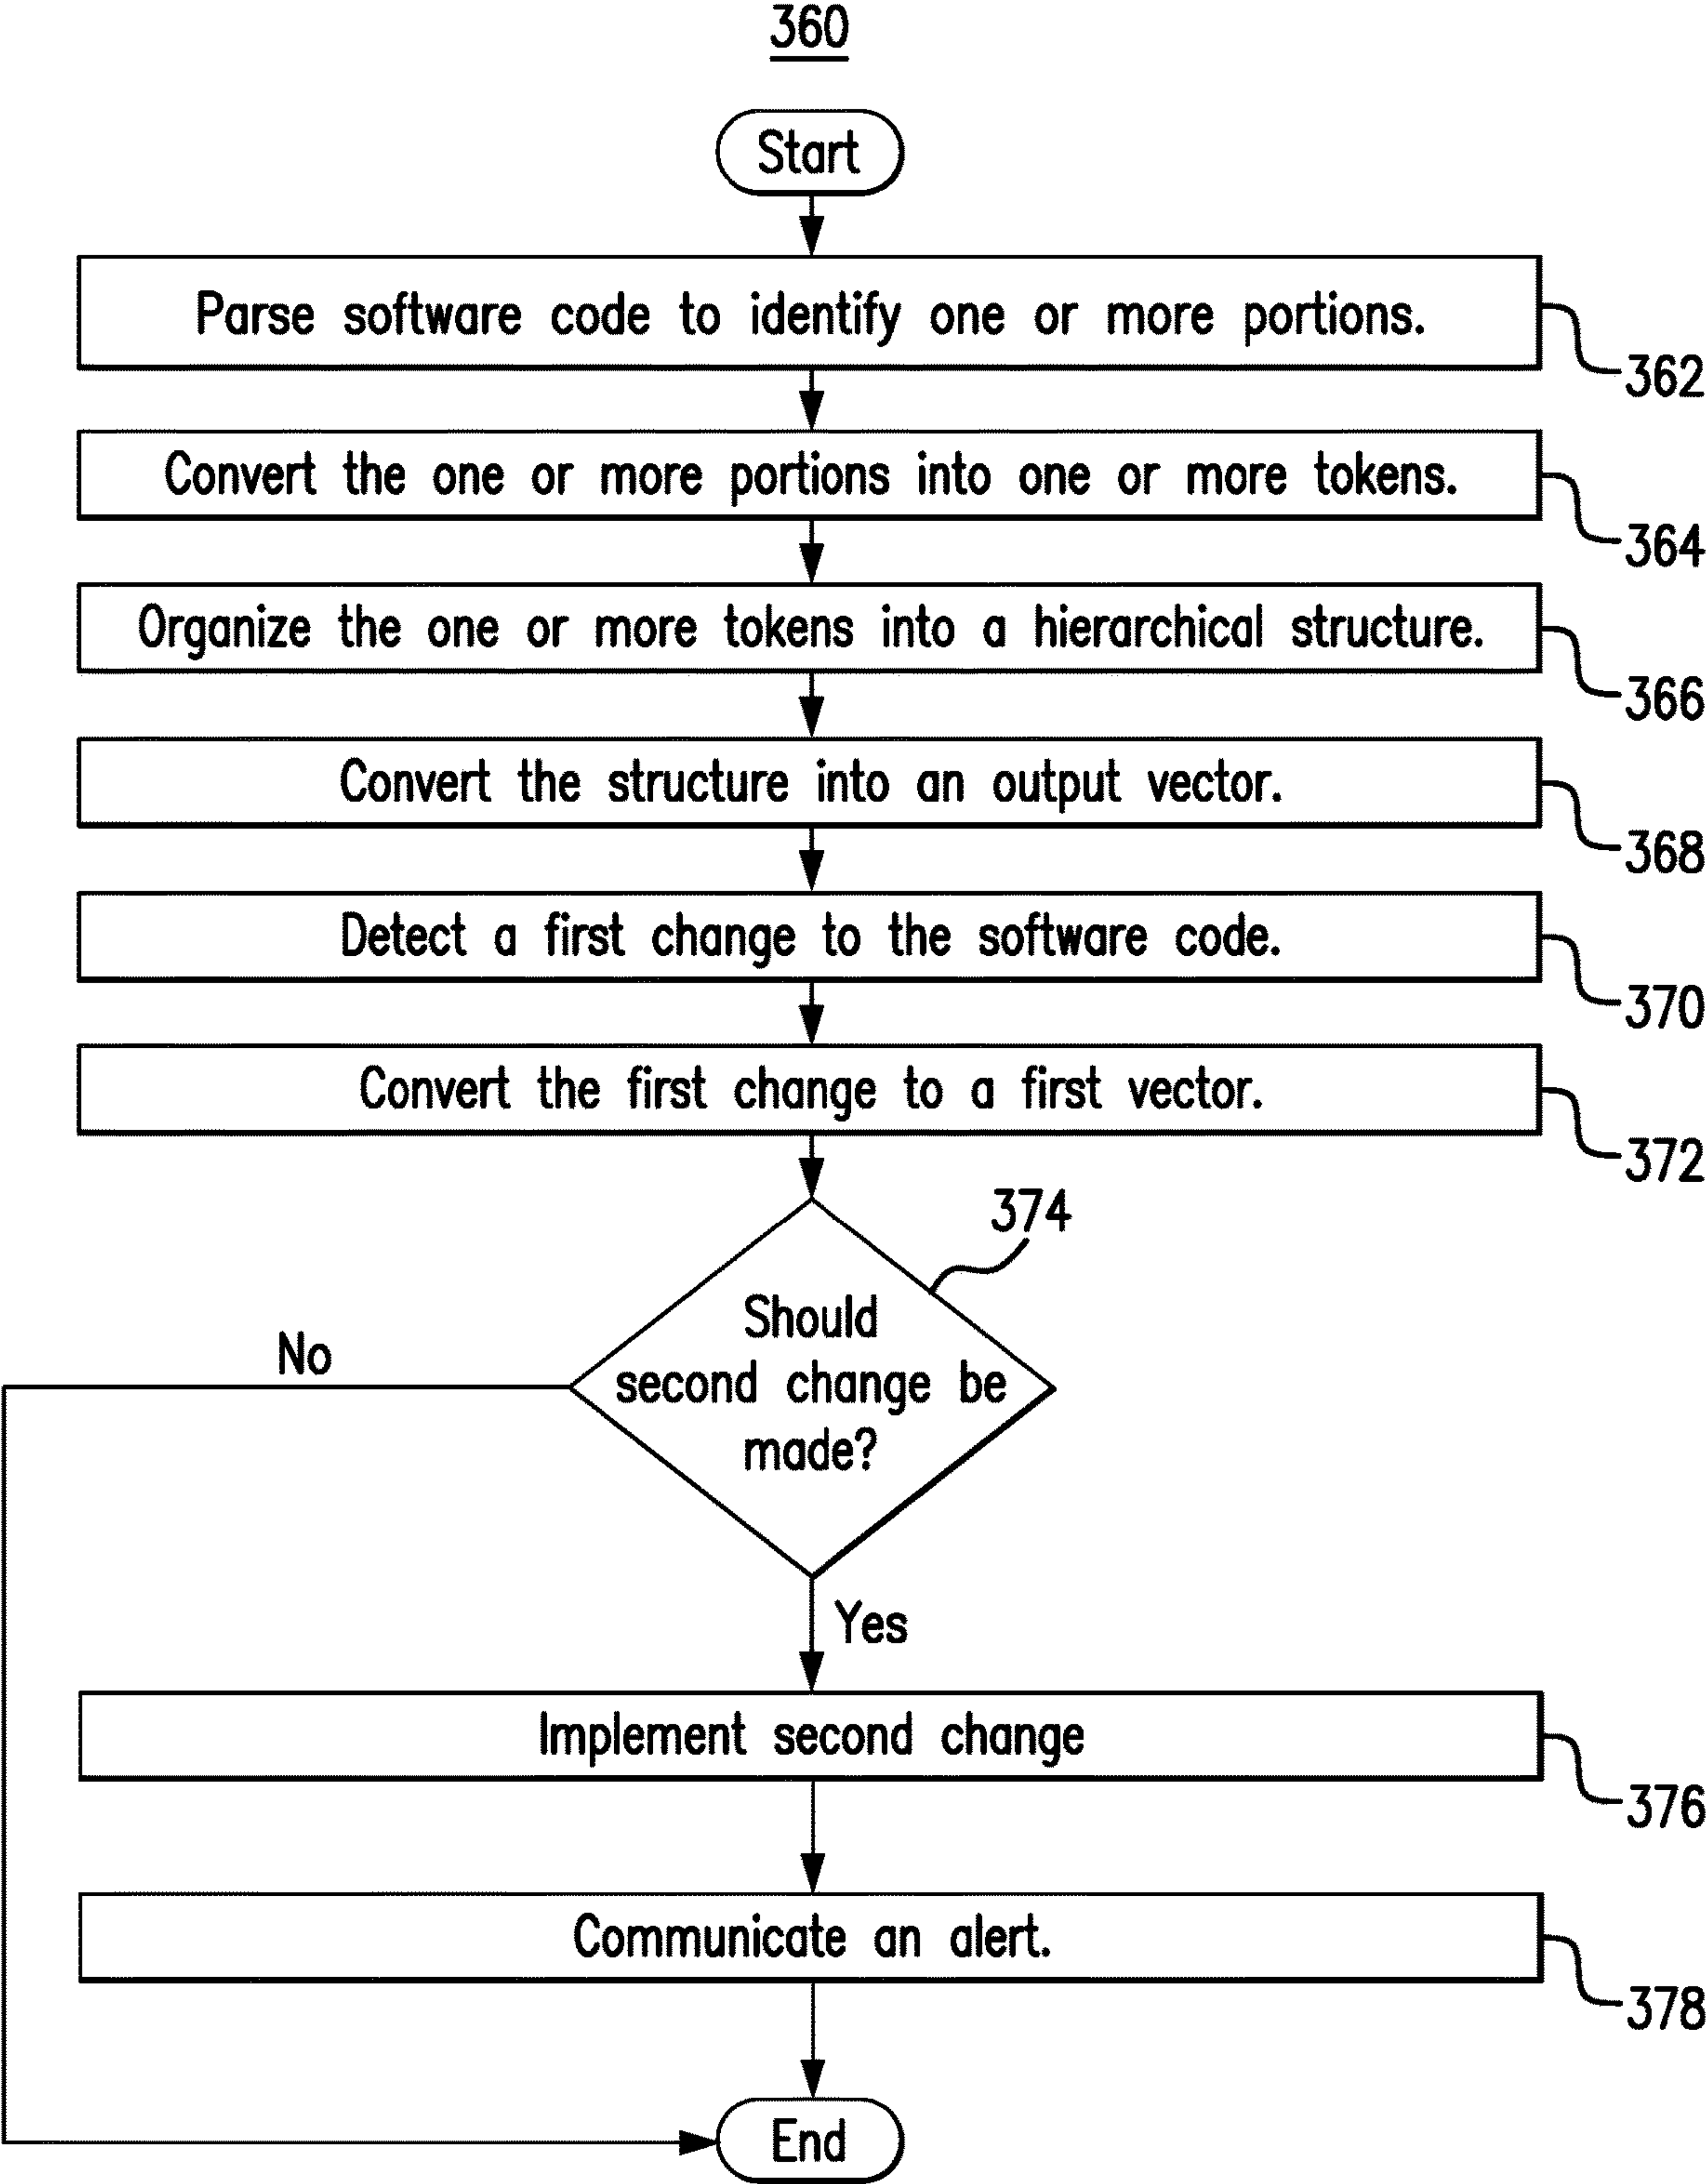 360
Start
Parse software code to identify one or more portions.
362
Convert the one or more portions into one or more tokens.
364
Organize the one or more tokens into a hierarchical structure.
366
Convert the structure into an output vector.
368
Detect a first change to the software code.
370
Convert the first change to a first vector.
372
374
Should
second change be
made?
No
Yes
Implement second change
376
Communicate an alert.
378
End